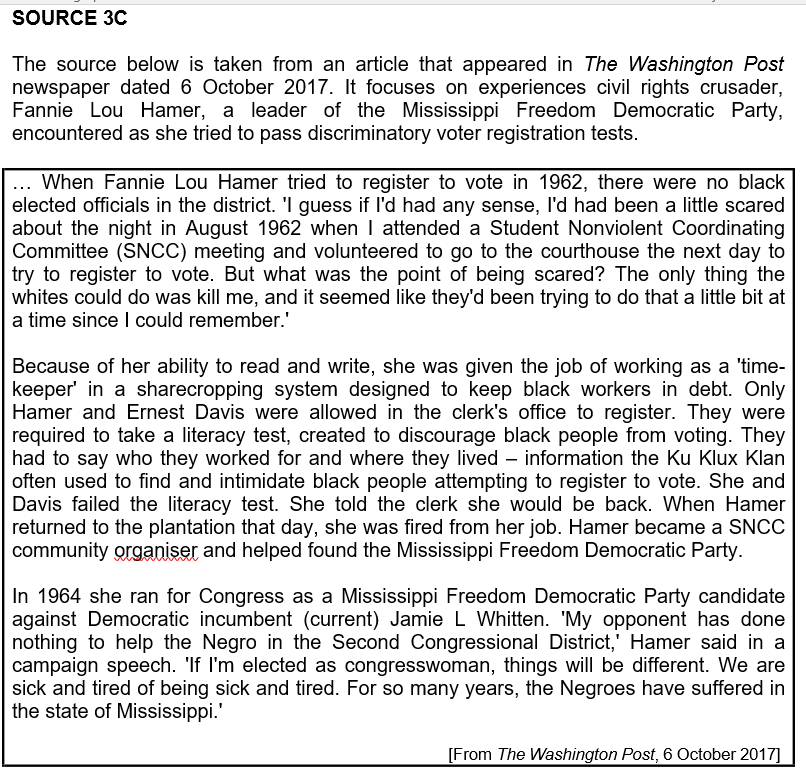 SOURCE 3C
The source below is taken from an article that appeared in The Washington Post
newspaper dated 6 October 2017. It focuses on experiences civil rights crusader,
Fannie Lou Hamer, a leader of the Mississippi Freedom Democratic Party,
encountered as she tried to pass discriminatory voter registration tests.
… When Fannie Lou Hamer tried to register to vote in 1962, there were no black
elected officials in the district. 'I guess if I'd had any sense, I'd had been a little scared
about the night in August 1962 when I attended a Student Nonviolent Coordinating
Committee (SNCC) meeting and volunteered to go to the courthouse the next day to
try to register to vote. But what was the point of being scared? The only thing the
whites could do was kill me, and it seemed like they'd been trying to do that a little bit at
a time since I could remember.'
Because of her ability to read and write, she was given the job of working as a 'time-
keeper' in a sharecropping system designed to keep black workers in debt. Only
Hamer and Ernest Davis were allowed in the clerk's office to register. They were
required to take a literacy test, created to discourage black people from voting. They
had to say who they worked for and where they lived – information the Ku Klux Klan
often used to find and intimidate black people attempting to register to vote. She and
Davis failed the literacy test. She told the clerk she would be back. When Hamer
returned to the plantation that day, she was fired from her job. Hamer became a SNCC
community organiser and helped found the Mississippi Freedom Democratic Party.
In 1964 she ran for Congress as a Mississippi Freedom Democratic Party candidate
against Democratic incumbent (current) Jamie L Whitten. 'My opponent has done
nothing to help the Negro in the Second Congressional District,' Hamer said in a
campaign speech. 'If I'm elected as congresswoman, things will be different. We are
sick and tired of being sick and tired. For so many years, the Negroes have suffered in
the state of Mississippi.'
[From The Washington Post, 6 October 2017]